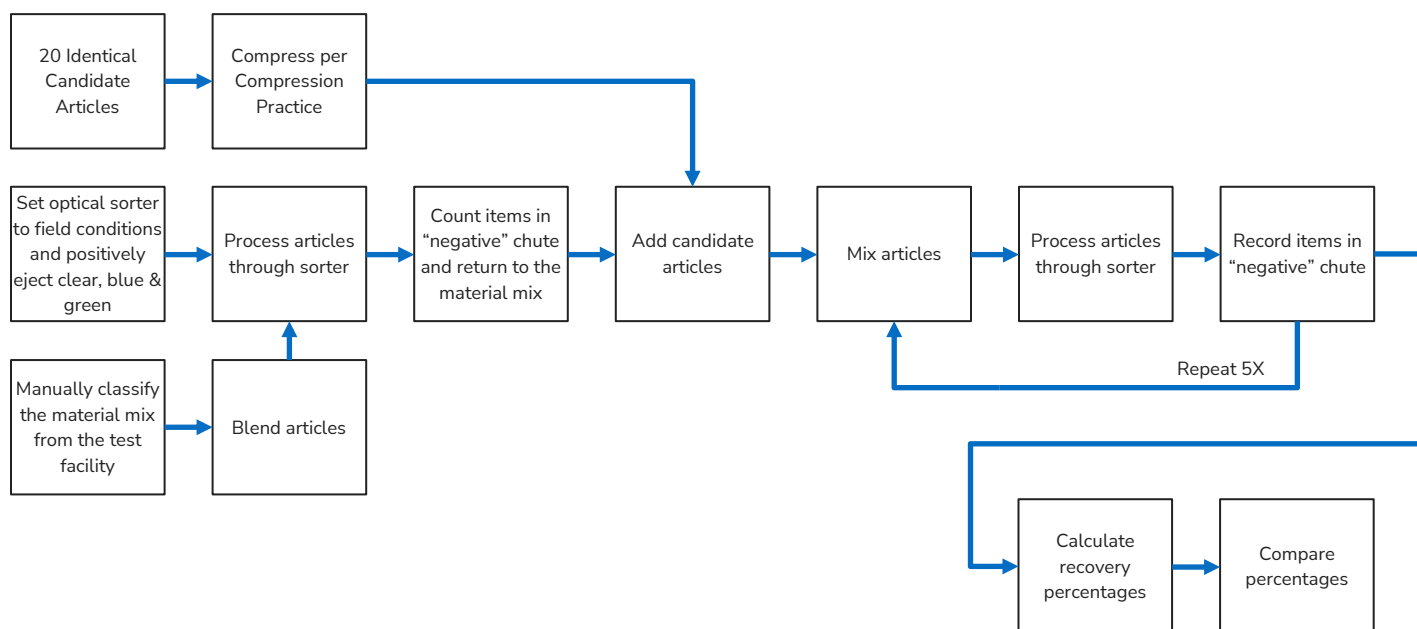 20 Identical
Candidate
Articles
Compress per
Compression
Practice
Set optical sorter
to field conditions
and positively
eject clear, blue &
green
Process articles
through sorter
Count items in
“negative” chute
and return to the
material mix
Add candidate
articles
Mix articles
Process articles
through sorter
Record items in
“negative” chute
Repeat 5X
Manually classify
the material mix
from the test
facility
Blend articles
Calculate
recovery
percentages
Compare
percentages